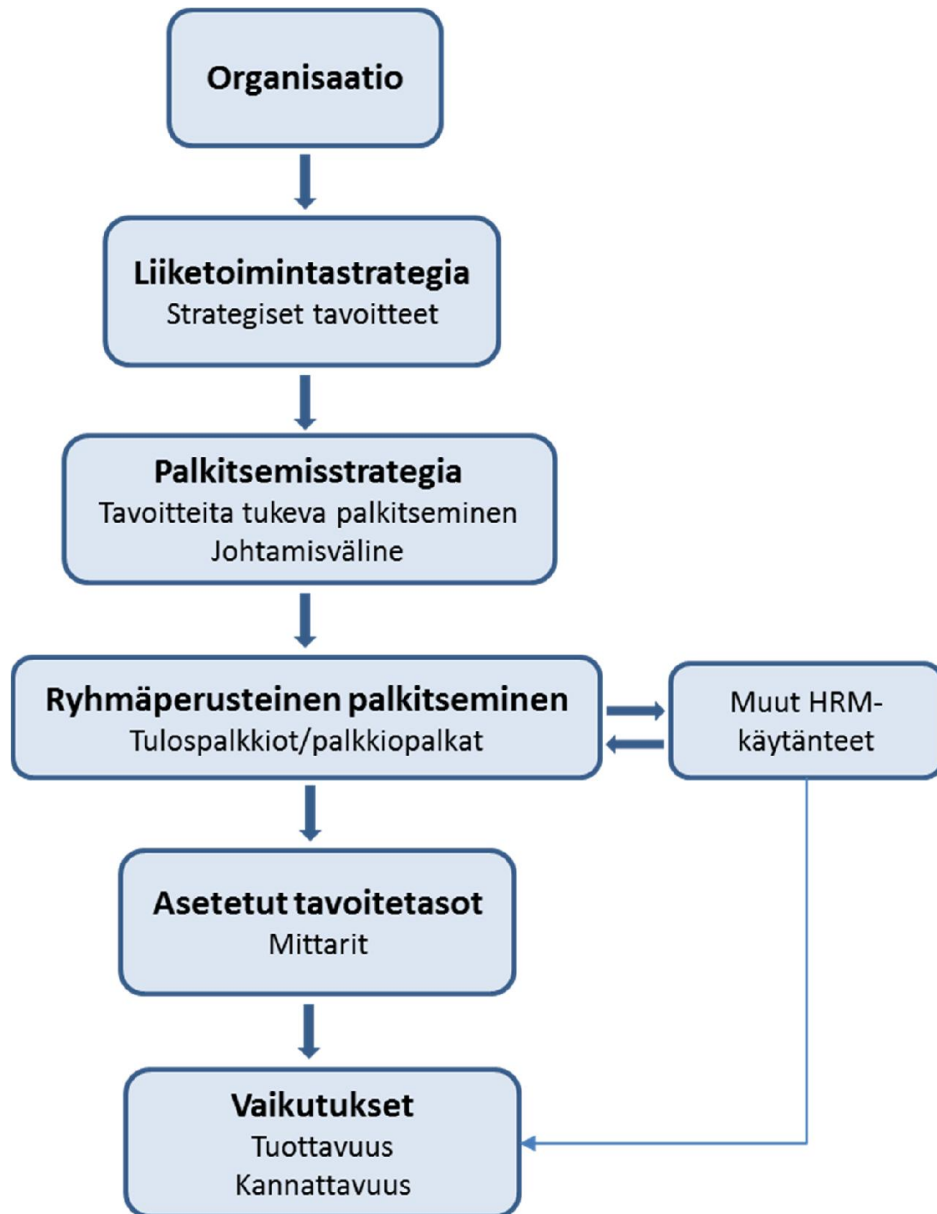 Organisaatio
Liiketoimintastrategia
Strategiset tavoitteet
Palkitsemisstrategia
Tavoitteita tukeva palkitseminen
Johtamisväline
Ryhmäperusteinen palkitseminen
Tulospalkkiot/palkkiopalkat
Muut HRM-
käytänteet
Asetetut tavoitetasot
Mittarit
Vaikutukset
Tuottavuus
Kannattavuus